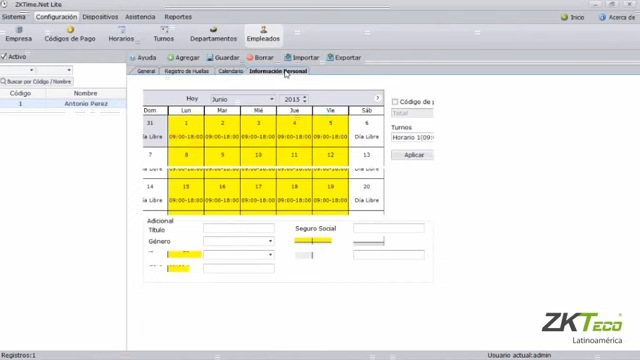 ZKTime.Net Lite
Sistema Configuración Dispositivos Asistencia Reportes
Empresa Códigos de Pago Horarios Turnos Departamentos Empleados Inicio Acerca de
Activo Ayuda Agregar Guardar Borrar Importar Exportar
General Registro de Huellas Calendario Información Personal
Buscar por Código / Nombre
Código Nombre
1 Antonio Perez
Hoy Junio 2015
Dom Lun Mar Mié Jue Vie Sáb
31 1 2 3 4 5 6
Día Libre 09:00-18:00 09:00-18:00 09:00-18:00 09:00-18:00 09:00-18:00 Día Libre
7 8 9 10 11 12 13
14 15 16 17 18 19 20
Día Libre 09:00-18:00 09:00-18:00 09:00-18:00 09:00-18:00 09:00-18:00 Día Libre
Código de
Total
Turnos
Horario 1(09:
Aplicar
Adicional
Título Seguro Social
Género
ZKTeco
Latinoamérica
Registros:1 Usuario actual:admin